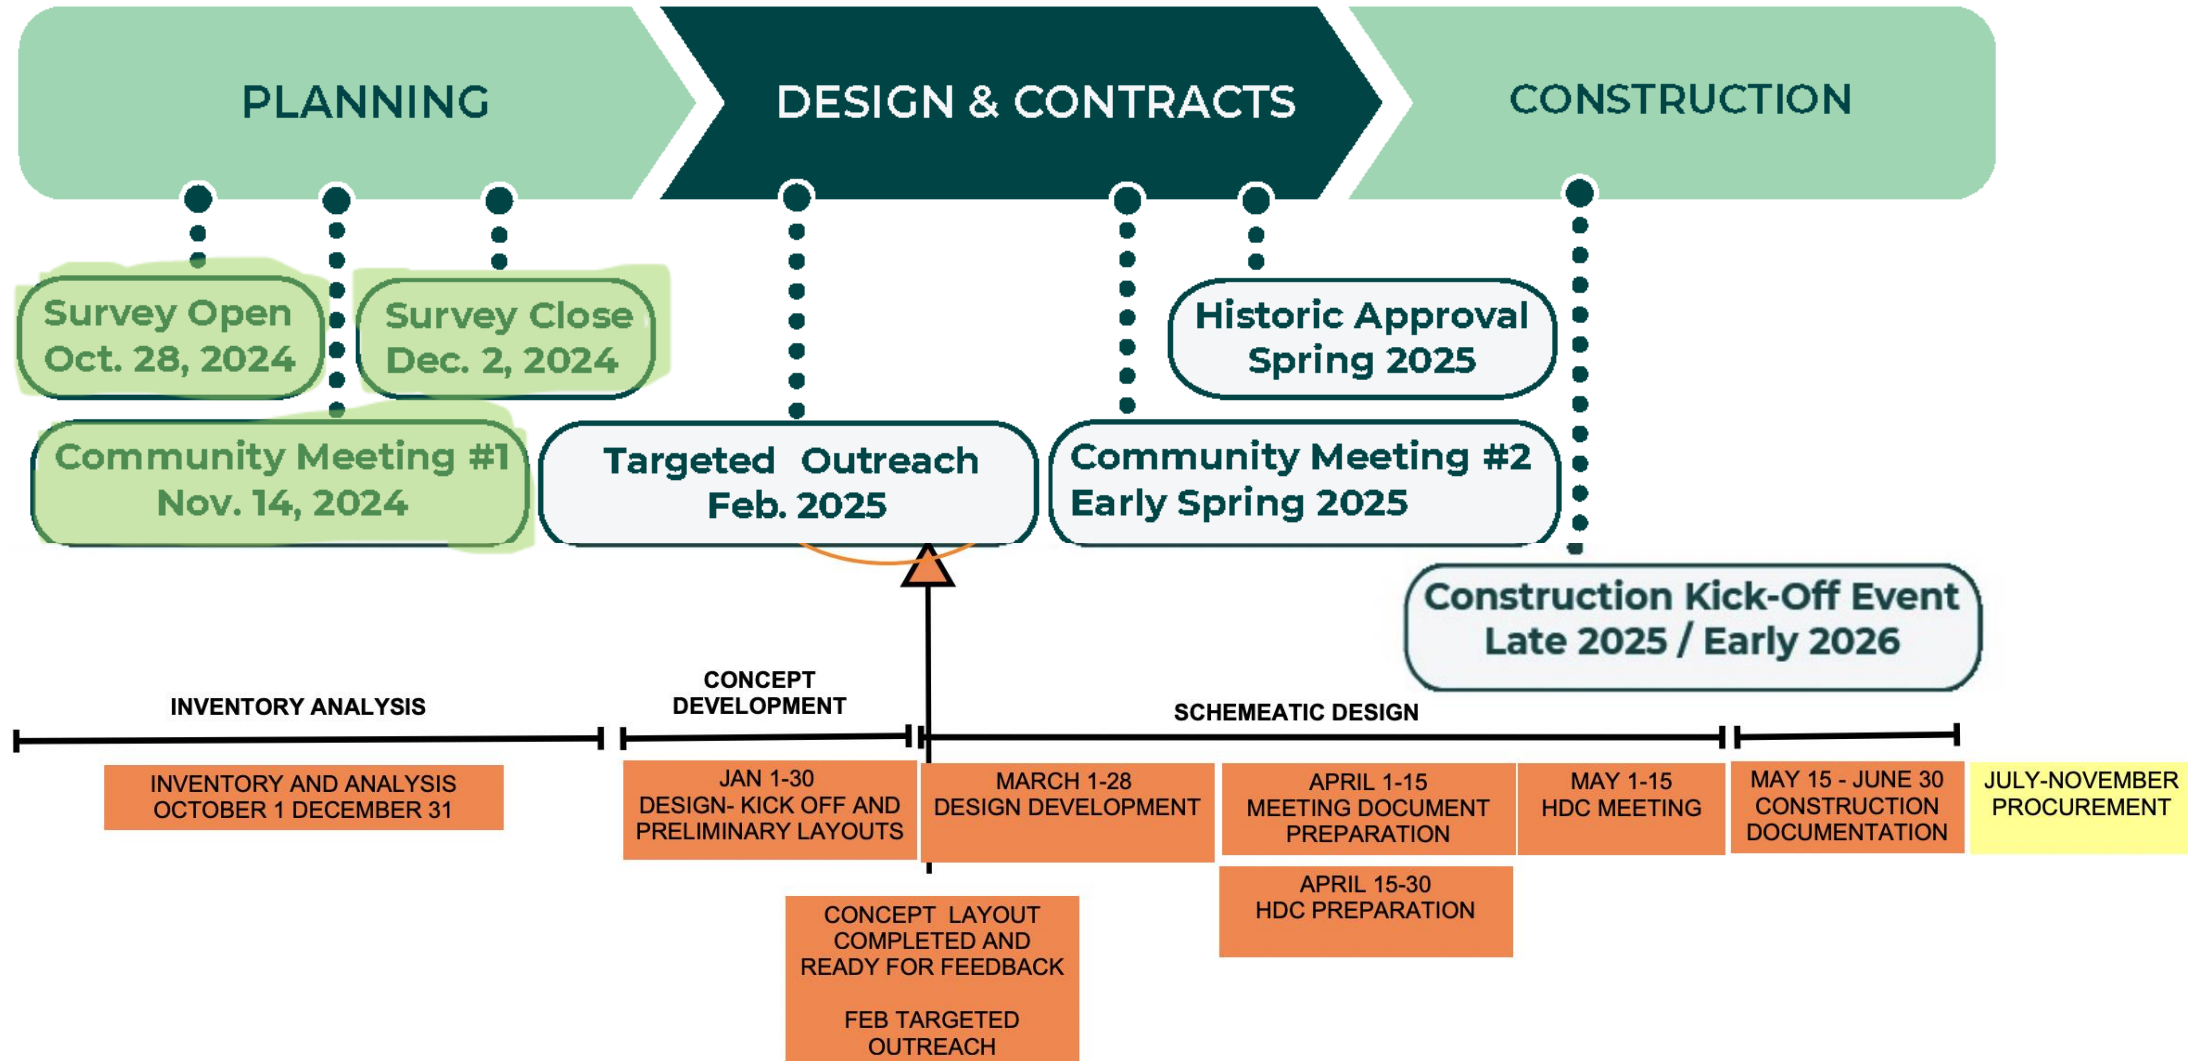 PLANNING
DESIGN & CONTRACTS
CONSTRUCTION
Survey Open
Oct. 28, 2024
Survey Close
Dec. 2, 2024
Historic Approval
Spring 2025
Community Meeting #1
Nov. 14, 2024
Targeted Outreach
Feb. 2025
Community Meeting #2
Early Spring 2025
Construction Kick-Off Event
Late 2025 / Early 2026
INVENTORY ANALYSIS
CONCEPT
DEVELOPMENT
SCHEMEATIC DESIGN
INVENTORY AND ANALYSIS
OCTOBER 1 DECEMBER 31
JAN 1-30
DESIGN- KICK OFF AND
PRELIMINARY LAYOUTS
MARCH 1-28
DESIGN DEVELOPMENT
APRIL 1-15
MEETING DOCUMENT
PREPARATION
MAY 1-15
HDC MEETING
MAY 15 - JUNE 30
CONSTRUCTION
DOCUMENTATION
JULY-NOVEMBER
PROCUREMENT
APRIL 15-30
HDC PREPARATION
CONCEPT LAYOUT
COMPLETED AND
READY FOR FEEDBACK
FEB TARGETED
OUTREACH